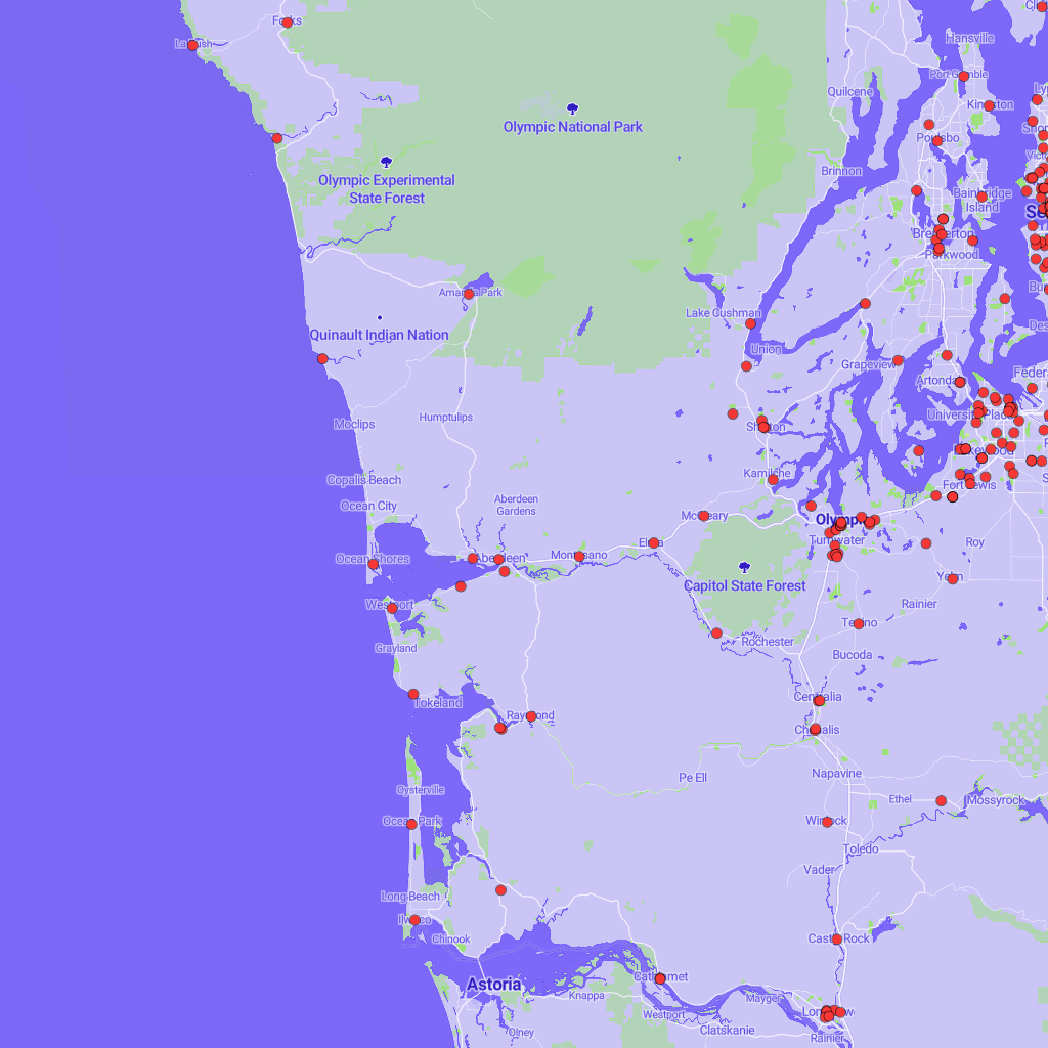 Forks
La Push
Hansville
Port Gamble
Quilcene
Kingston
Olympic National Park
Poulsbo
Brinnon
Olympic Experimental
State Forest
Bainbridge
Island
Bremerton
Parkwood
Amanda Park
Lake Cushman
Quinault Indian Nation
Union
Grapeview
Artondale
Humptulips
University Place
Moclips
Shelton
Lakewood
Kamilche
Copalis Beach
Fort Lewis
Ocean City
Aberdeen
Gardens
McCleary
Olympia
Tumwater
Roy
Elma
Montesano
Aberdeen
Ocean Shores
Capitol State Forest
Yelm
Westport
Rainier
Tenino
Grayland
Rochester
Bucoda
Centralia
Tokeland
Raymond
Chehalis
Napavine
Pe Ell
Oysterville
Ethel
Mossyrock
Ocean Park
Winlock
Toledo
Vader
Long Beach
Ilwaco
Chinook
Castle Rock
Astoria
Cathlamet
Knappa
Mayger
Westport
Longview
Clatskanie
Olney
Rainier